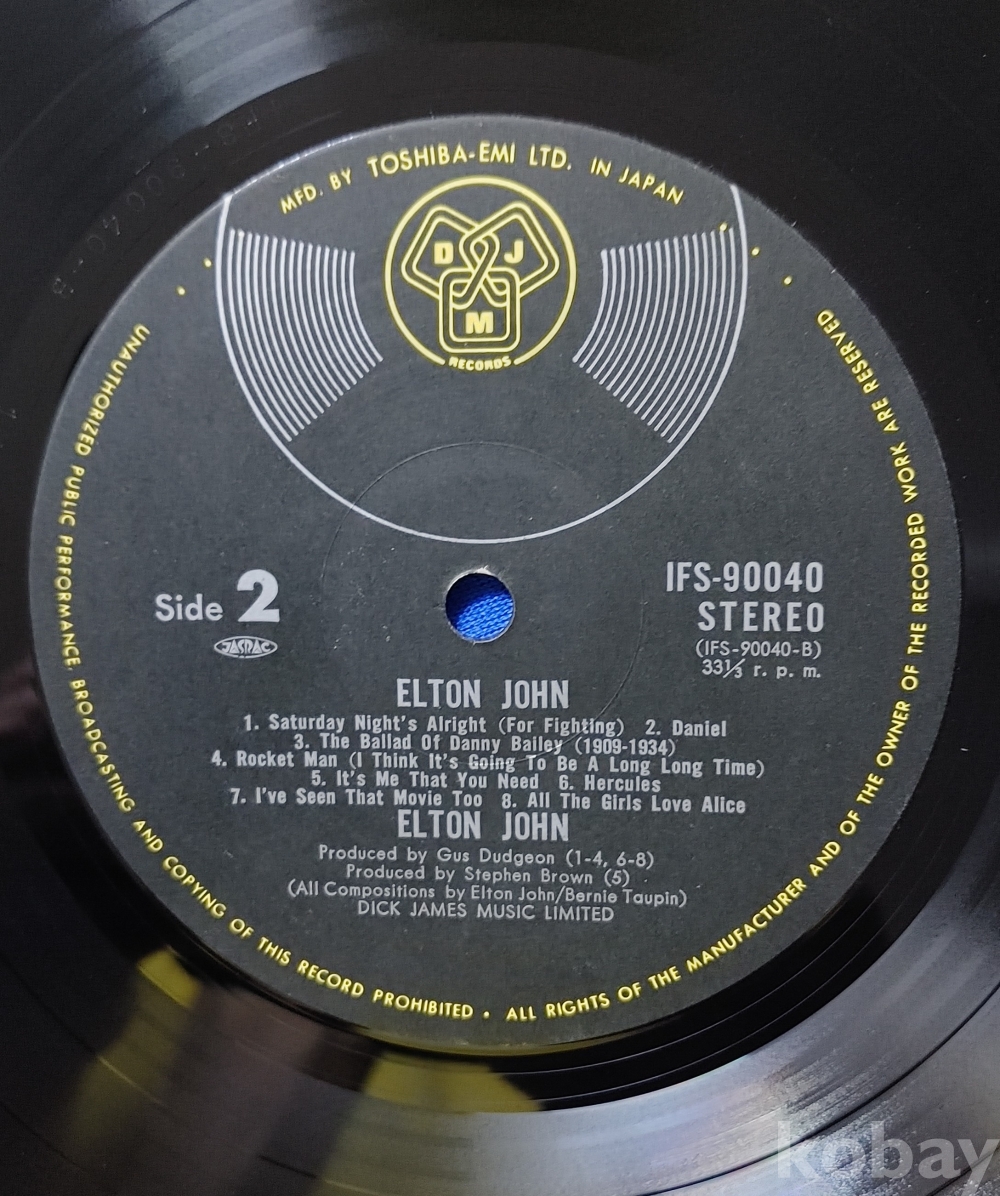 MFD. BY TOSHIBA-EMI LTD. IN JAPAN
D J
M
RECORDS
Side 2
JASRAC
IFS-90040
STEREO
(IFS-90040-B)
33⅓ r. p. m.
ELTON JOHN
1. Saturday Night's Alright (For Fighting) 2. Daniel
3. The Ballad Of Danny Bailey (1909-1934)
4. Rocket Man (I Think It's Going To Be A Long Long Time)
5. It's Me That You Need 6. Hercules
7. I've Seen That Movie Too 8. All The Girls Love Alice
ELTON JOHN
Produced by Gus Dudgeon (1-4, 6-8)
Produced by Stephen Brown (5)
(All Compositions by Elton John/Bernie Taupin)
DICK JAMES MUSIC LIMITED
UNAUTHORIZED PUBLIC PERFORMANCE, BROADCASTING AND COPYING OF THIS RECORD PROHIBITED • ALL RIGHTS OF THE MANUFACTURER AND OF THE OWNER OF THE RECORDED WORK ARE RESERVED
kobay